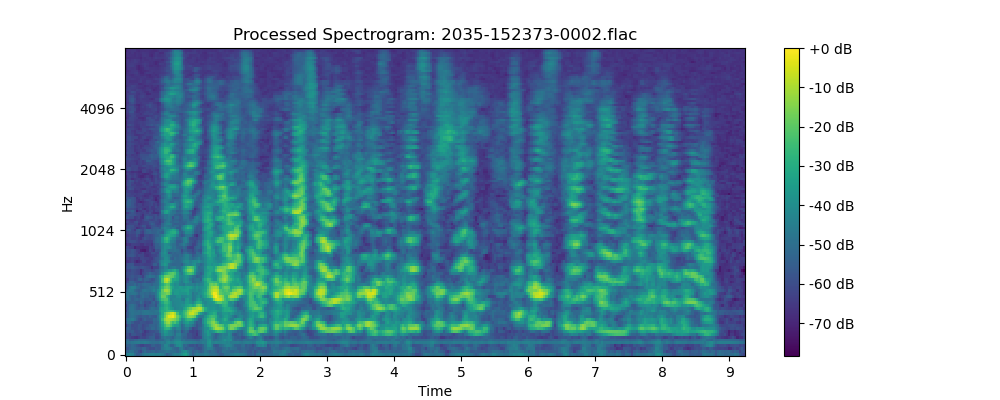 Processed Spectrogram: 2035-152373-0002.flac
Hz
4096
2048
1024
512
0
0 1 2 3 4 5 6 7 8 9
Time
+0 dB
-10 dB
-20 dB
-30 dB
-40 dB
-50 dB
-60 dB
-70 dB